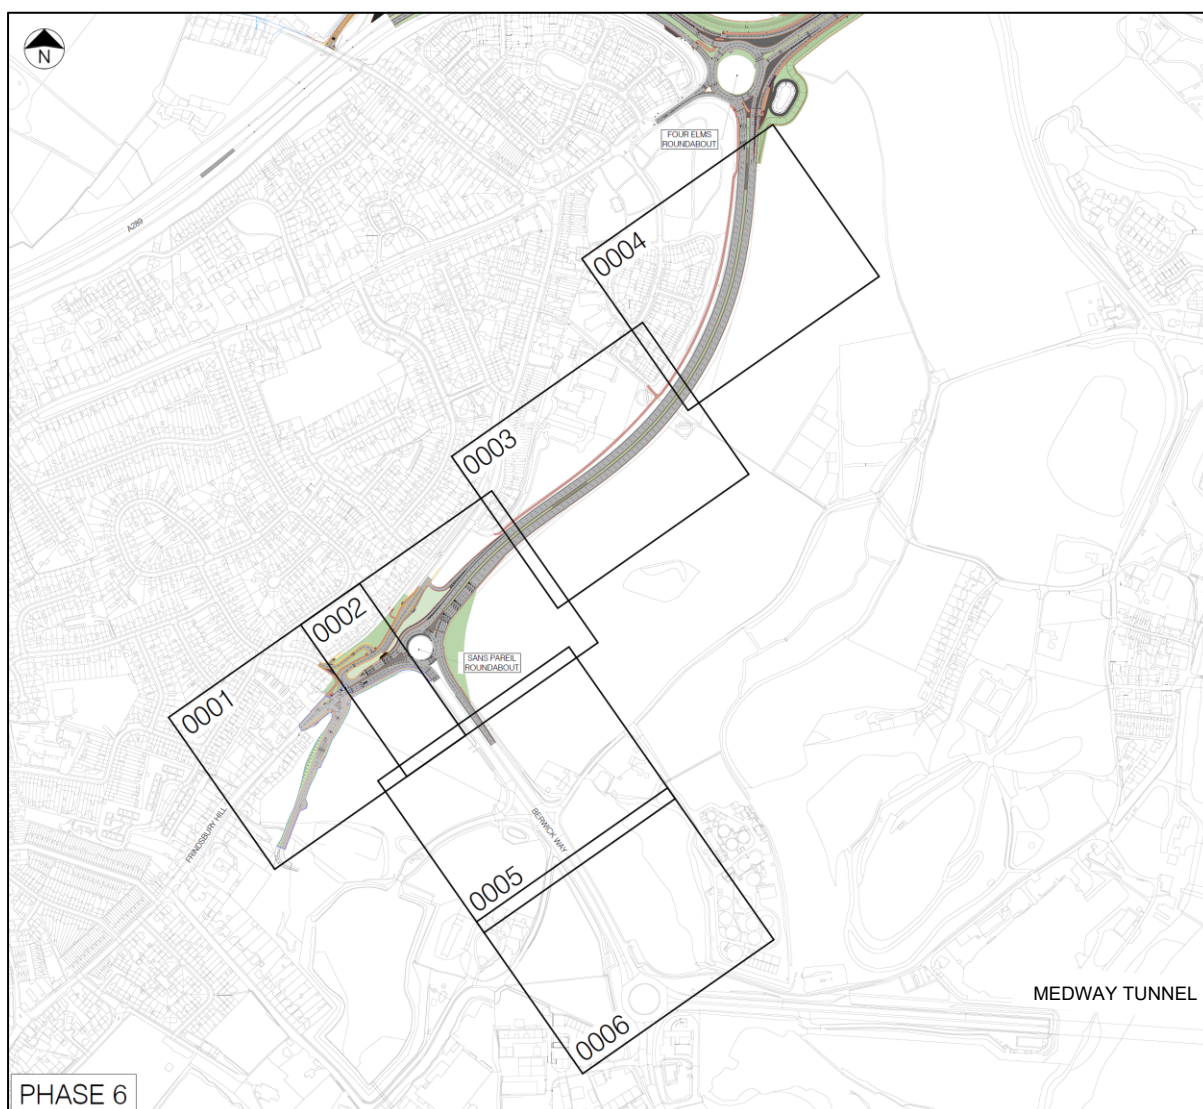 N
FOUR ELMS
ROUNDABOUT
A289
0004
0003
0002
SANS PAREIL
ROUNDABOUT
0001
BERWICK WAY
FRINDSBURY HILL
0005
MEDWAY TUNNEL
0006
PHASE 6